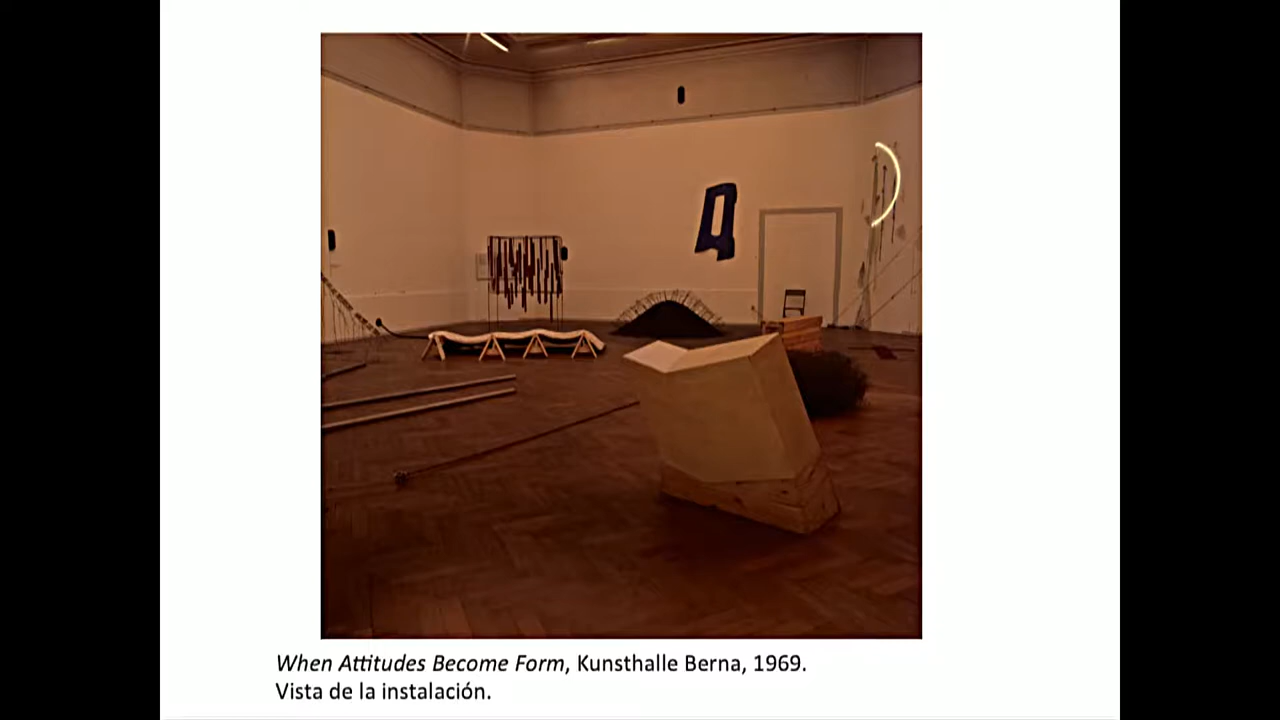 When Attitudes Become Form, Kunsthalle Berna, 1969.
Vista de la instalación.